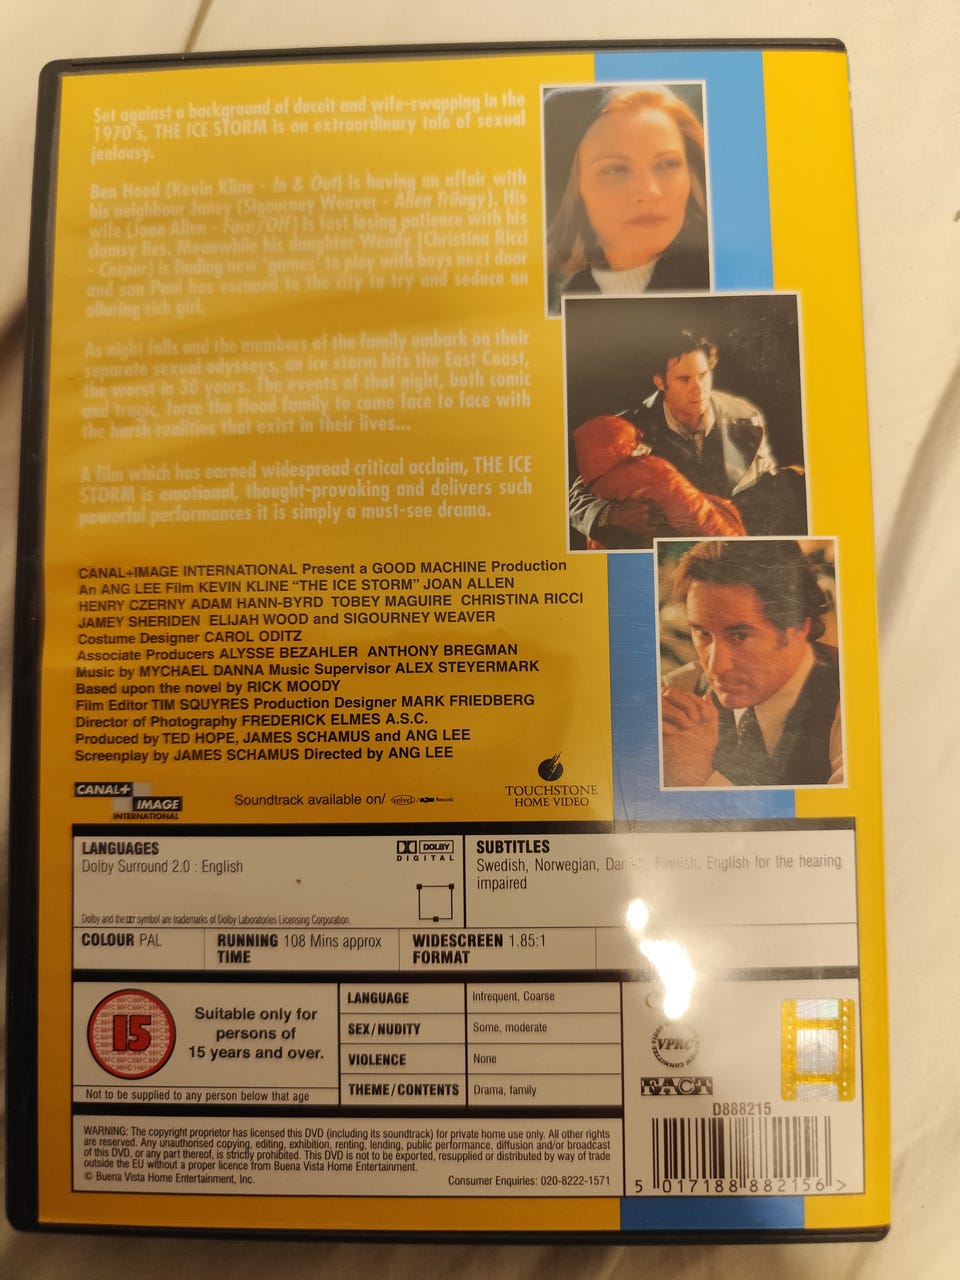 Set against a background of deceit and wife-swapping in the
1970's, THE ICE STORM is an extraordinary tale of sexual
jealousy.
Ben Hood (Kevin Kline - In & Out) is having an affair with
his neighbour Janey (Sigourney Weaver - Alien Trilogy). His
wife (Joan Allen - Face/Off) is fast losing patience with his
clumsy lies. Meanwhile his daughter Wendy (Christina Ricci
- Casper) is finding new 'games' to play with boys next door
and son Paul has escaped to the city to try and seduce an
alluring rich girl.
As night falls and the members of the family embark on their
separate sexual odysseys, an ice storm hits the East Coast,
the worst in 30 years. The events of that night, both comic
and tragic, force the Hood family to come face to face with
the harsh realities that exist in their lives...
A film which has earned widespread critical acclaim, THE ICE
STORM is emotional, thought-provoking and delivers such
powerful performances it is simply a must-see drama.
CANAL+IMAGE INTERNATIONAL Present a GOOD MACHINE Production
An ANG LEE Film KEVIN KLINE "THE ICE STORM" JOAN ALLEN
HENRY CZERNY ADAM HANN-BYRD TOBEY MAGUIRE CHRISTINA RICCI
JAMEY SHERIDEN ELIJAH WOOD and SIGOURNEY WEAVER
Costume Designer CAROL ODITZ
Associate Producers ALYSSE BEZAHLER ANTHONY BREGMAN
Music by MYCHAEL DANNA Music Supervisor ALEX STEYERMARK
Based upon the novel by RICK MOODY
Film Editor TIM SQUYRES Production Designer MARK FRIEDBERG
Director of Photography FREDERICK ELMES A.S.C.
Produced by TED HOPE, JAMES SCHAMUS and ANG LEE
Screenplay by JAMES SCHAMUS Directed by ANG LEE
CANAL+
IMAGE
INTERNATIONAL
Soundtrack available on/ velvel / Records
TOUCHSTONE
HOME VIDEO
LANGUAGES
Dolby Surround 2.0 : English
DOLBY
DIGITAL
Dolby and the symbol are trademarks of Dolby Laboratories Licensing Corporation.
SUBTITLES
Swedish, Norwegian, Danish, Finnish, English for the hearing
impaired
COLOUR PAL
RUNNING 108 Mins approx
TIME
WIDESCREEN 1.85:1
FORMAT
15
Suitable only for
persons of
15 years and over.
Not to be supplied to any person below that age
LANGUAGE Infrequent, Coarse
SEX/NUDITY Some, moderate
VIOLENCE None
THEME/CONTENTS Drama, family
VPRC
FACT
D888215
5 017188 882156 >
WARNING: The copyright proprietor has licensed this DVD (including its soundtrack) for private home use only. All other rights
are reserved. Any unauthorised copying, editing, exhibition, renting, lending, public performance, diffusion and/or broadcast
of this DVD, or any part thereof, is strictly prohibited. This DVD is not to be exported, resupplied or distributed by way of trade
outside the EU without a proper licence from Buena Vista Home Entertainment.
© Buena Vista Home Entertainment, Inc.
Consumer Enquiries: 020-8222-1571